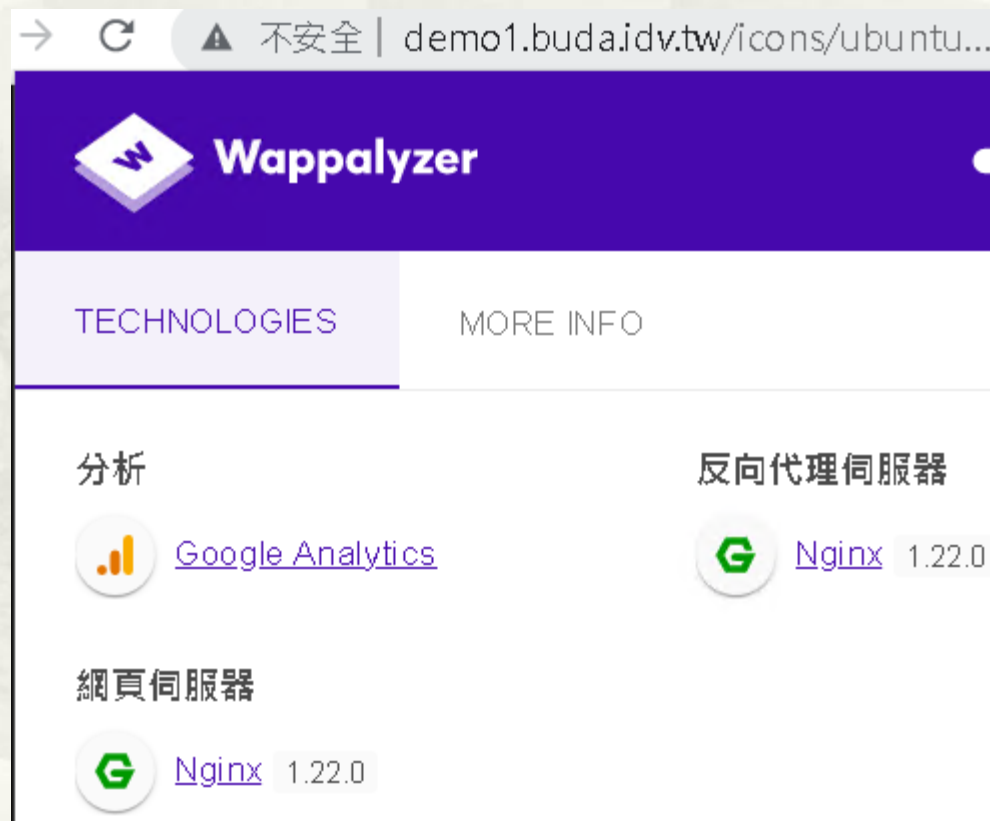 不安全 | demo1.buda.idv.tw/icons/ubuntu...
Wappalyzer
TECHNOLOGIES
MORE INFO
分析
Google Analytics
反向代理伺服器
Nginx 1.22.0
網頁伺服器
Nginx 1.22.0